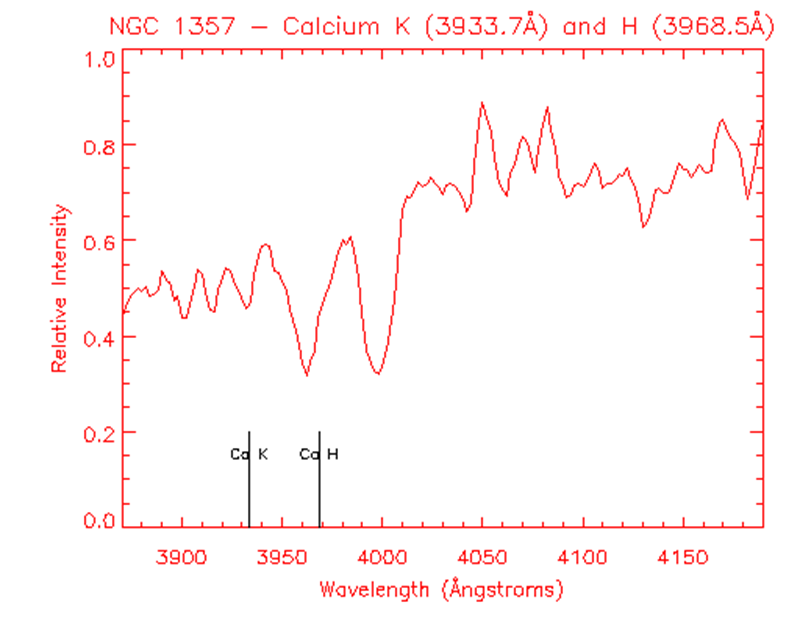 NGC 1357 – Calcium K (3933.7Å) and H (3968.5Å)
1.0
0.8
0.6
0.4
0.2
0.0
Relative Intensity
Ca K
Ca H
3900 3950 4000 4050 4100 4150
Wavelength (Ångstroms)